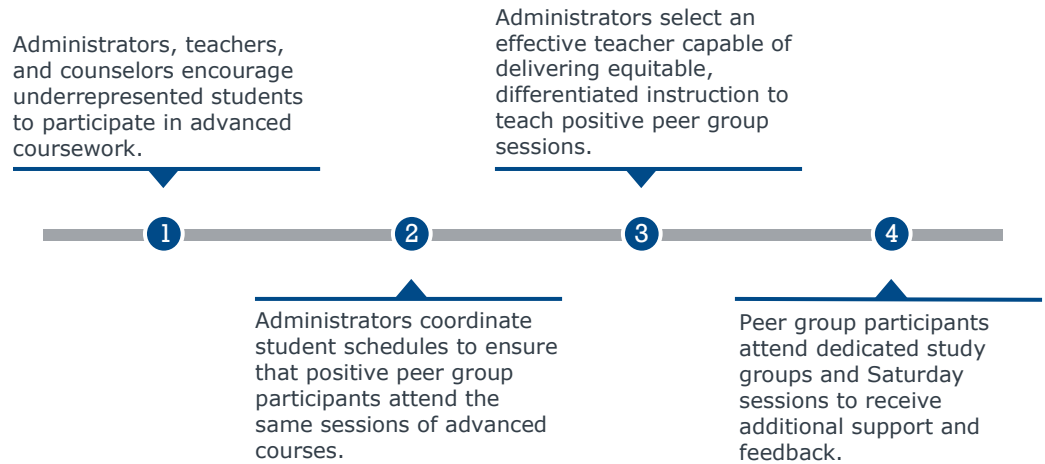 Administrators, teachers,
and counselors encourage
underrepresented students
to participate in advanced
coursework.
Administrators select an
effective teacher capable of
delivering equitable,
differentiated instruction to
teach positive peer group
sessions.
1
2
3
4
Administrators coordinate
student schedules to ensure
that positive peer group
participants attend the
same sessions of advanced
courses.
Peer group participants
attend dedicated study
groups and Saturday
sessions to receive
additional support and
feedback.